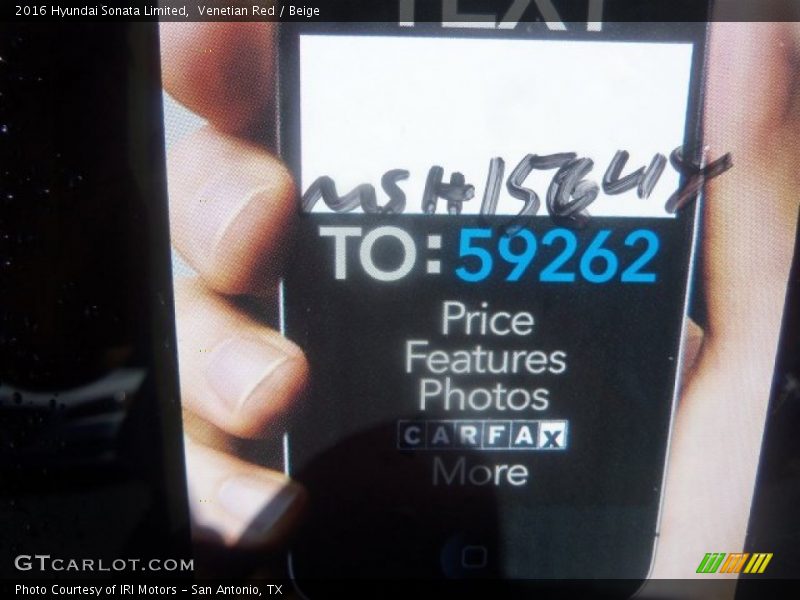 2016 Hyundai Sonata Limited,  Venetian Red / Beige
TEXT
TO: 59262
Price
Features
Photos
CARFAX
More
GTCARLOT.COM
Photo Courtesy of IRI Motors - San Antonio, TX